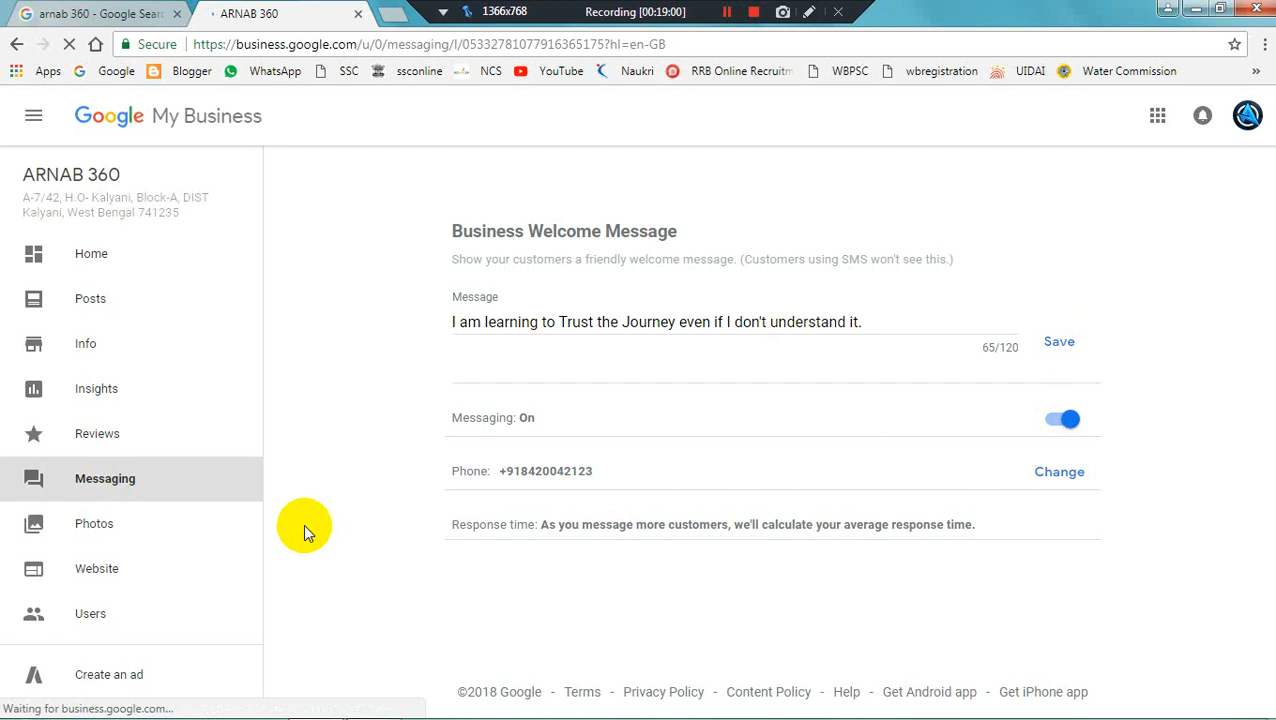 arnab 360 - Google Sear
ARNAB 360
1366x768
Recording [00:19:00]
Secure
https://business.google.com/u/0/messaging/l/05332781077916365175?hl=en-GB
Apps
Google
Blogger
WhatsApp
SSC
ssconline
NCS
YouTube
Naukri
RRB Online Recruitm
WBPSC
wbregistration
UIDAI
Water Commission
Google My Business
ARNAB 360
A-7/42, H.O- Kalyani, Block-A, DIST
Kalyani, West Bengal 741235
Home
Posts
Info
Insights
Reviews
Messaging
Photos
Website
Users
Create an ad
Business Welcome Message
Show your customers a friendly welcome message. (Customers using SMS won't see this.)
Message
I am learning to Trust the Journey even if I don't understand it.
65/120
Save
Messaging: On
Phone: +918420042123
Change
Response time: As you message more customers, we'll calculate your average response time.
©2018 Google - Terms - Privacy Policy - Content Policy - Help - Get Android app - Get iPhone app
Waiting for business.google.com...